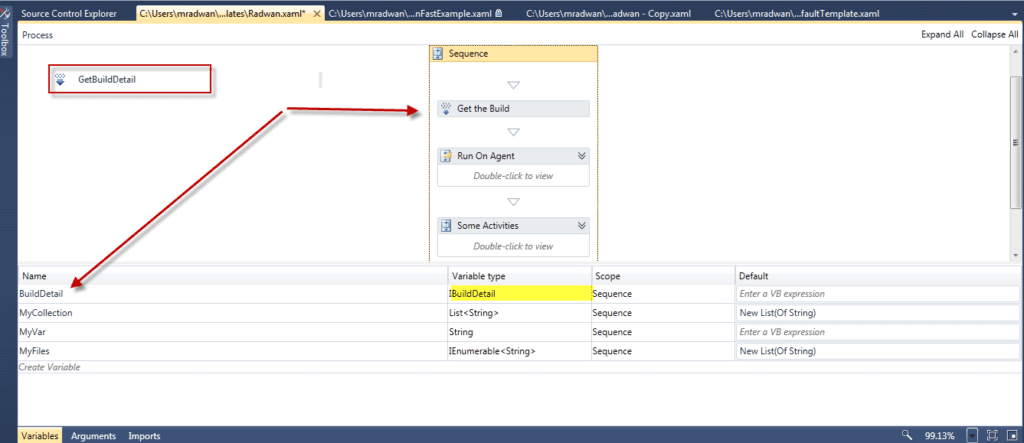 Toolbox
Source Control Explorer
C:\Users\mradwan...lates\Radwan.xaml*
C:\Users\mradwan...nFastExample.xaml
C:\Users\mradwan...adwan - Copy.xaml
C:\Users\mradwan...faultTemplate.xaml
Process
Expand All Collapse All
GetBuildDetail
Sequence
Get the Build
Run On Agent
Double-click to view
Some Activities
Double-click to view
Name Variable type Scope Default
BuildDetail IBuildDetail Sequence Enter a VB expression
MyCollection List<String> Sequence New List(Of String)
MyVar String Sequence Enter a VB expression
MyFiles IEnumerable<String> Sequence New List(Of String)
Create Variable
Variables Arguments Imports 99.13%